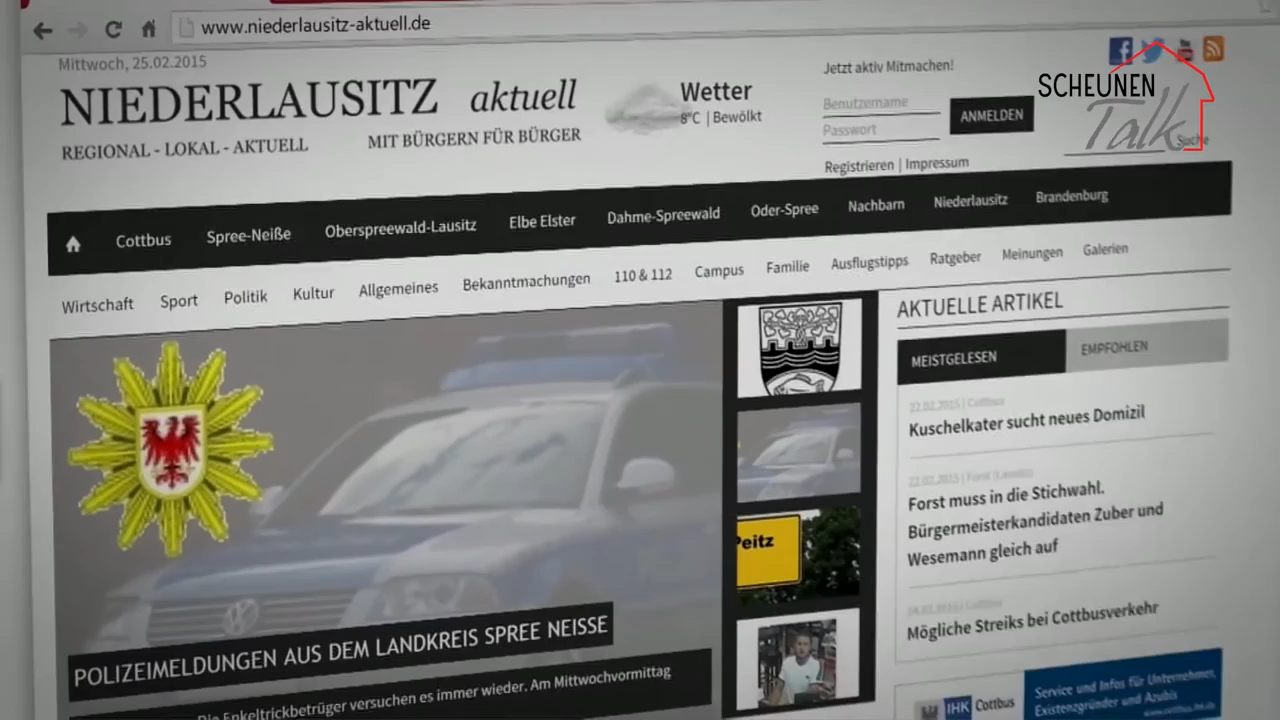 www.niederlausitz-aktuell.de
Mittwoch, 25.02.2015
NIEDERLAUSITZ aktuell
REGIONAL - LOKAL - AKTUELL
MIT BÜRGERN FÜR BÜRGER
Wetter
8°C | Bewölkt
Jetzt aktiv Mitmachen!
Benutzername
Passwort
ANMELDEN
Registrieren | Impressum
SCHEUNEN
Talk
Suche
Cottbus Spree-Neiße Oberspreewald-Lausitz Elbe Elster Dahme-Spreewald Oder-Spree Nachbarn Niederlausitz Brandenburg
Wirtschaft Sport Politik Kultur Allgemeines Bekanntmachungen 110 & 112 Campus Familie Ausflugstipps Ratgeber Meinungen Galerien
POLIZEIMELDUNGEN AUS DEM LANDKREIS SPREE NEISSE
Die Enkeltrickbetrüger versuchen es immer wieder. Am Mittwochvormittag
Peitz
AKTUELLE ARTIKEL
MEISTGELESEN
EMPFOHLEN
22.02.2015 | Cottbus
Kuschelkater sucht neues Domizil
22.02.2015 | Forst (Lausitz)
Forst muss in die Stichwahl.
Bürgermeisterkandidaten Zuber und
Wesemann gleich auf
Cottbus
Mögliche Streiks bei Cottbusverkehr
IHK Cottbus
Service und Infos für Unternehmen,
Existenzgründer und Azubis
www.cottbus.ihk.de